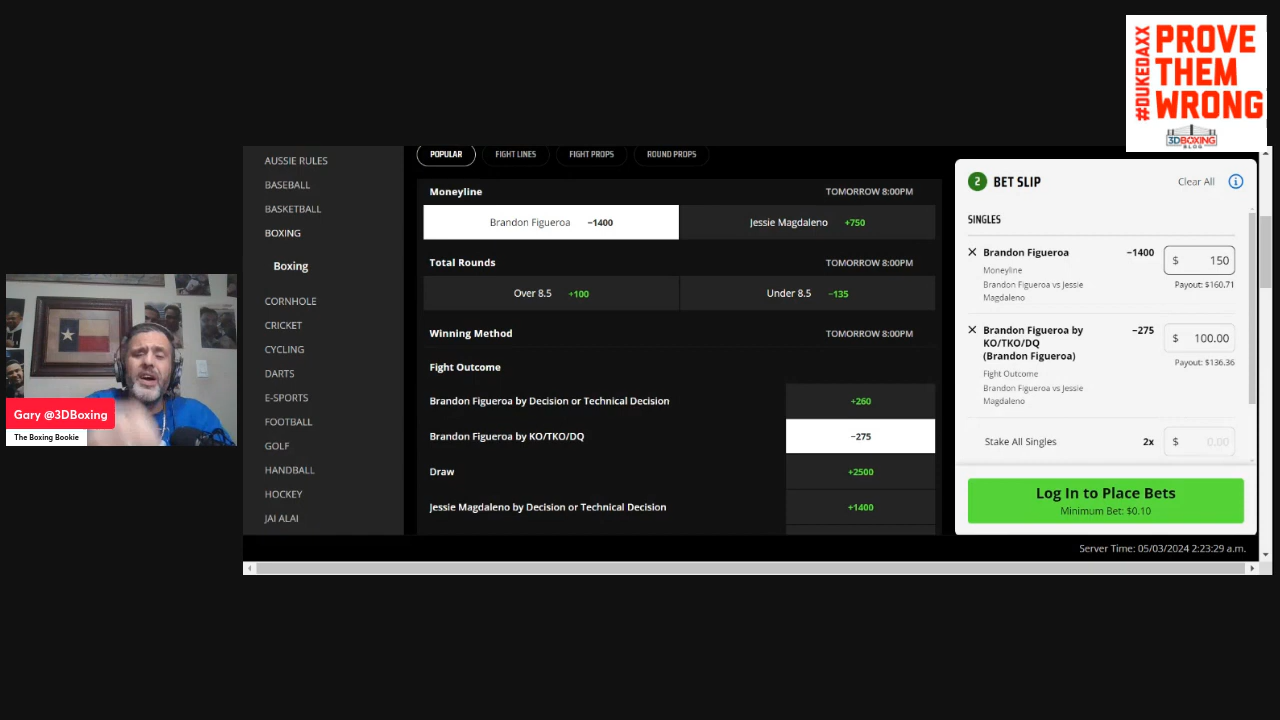 #DUKEDAXX
PROVE
THEM
WRONG
3DBOXING
BLOG
AUSSIE RULES
BASEBALL
BASKETBALL
BOXING
Boxing
CORNHOLE
CRICKET
CYCLING
DARTS
E-SPORTS
FOOTBALL
GOLF
HANDBALL
HOCKEY
JAI ALAI
POPULAR FIGHT LINES FIGHT PROPS ROUND PROPS
Moneyline TOMORROW 8:00PM
Brandon Figueroa −1400 Jessie Magdaleno +750
Total Rounds TOMORROW 8:00PM
Over 8.5 +100 Under 8.5 −135
Winning Method TOMORROW 8:00PM
Fight Outcome
Brandon Figueroa by Decision or Technical Decision +260
Brandon Figueroa by KO/TKO/DQ −275
Draw +2500
Jessie Magdaleno by Decision or Technical Decision +1400
2 BET SLIP Clear All
SINGLES
Brandon Figueroa −1400 $ 150
Moneyline Payout: $160.71
Brandon Figueroa vs Jessie
Magdaleno
Brandon Figueroa by −275 $ 100.00
KO/TKO/DQ
(Brandon Figueroa) Payout: $136.36
Fight Outcome
Brandon Figueroa vs Jessie
Magdaleno
Stake All Singles 2x $ 0.00
Log In to Place Bets
Minimum Bet: $0.10
Server Time: 05/03/2024 2:23:29 a.m.
Gary @3DBoxing
The Boxing Bookie